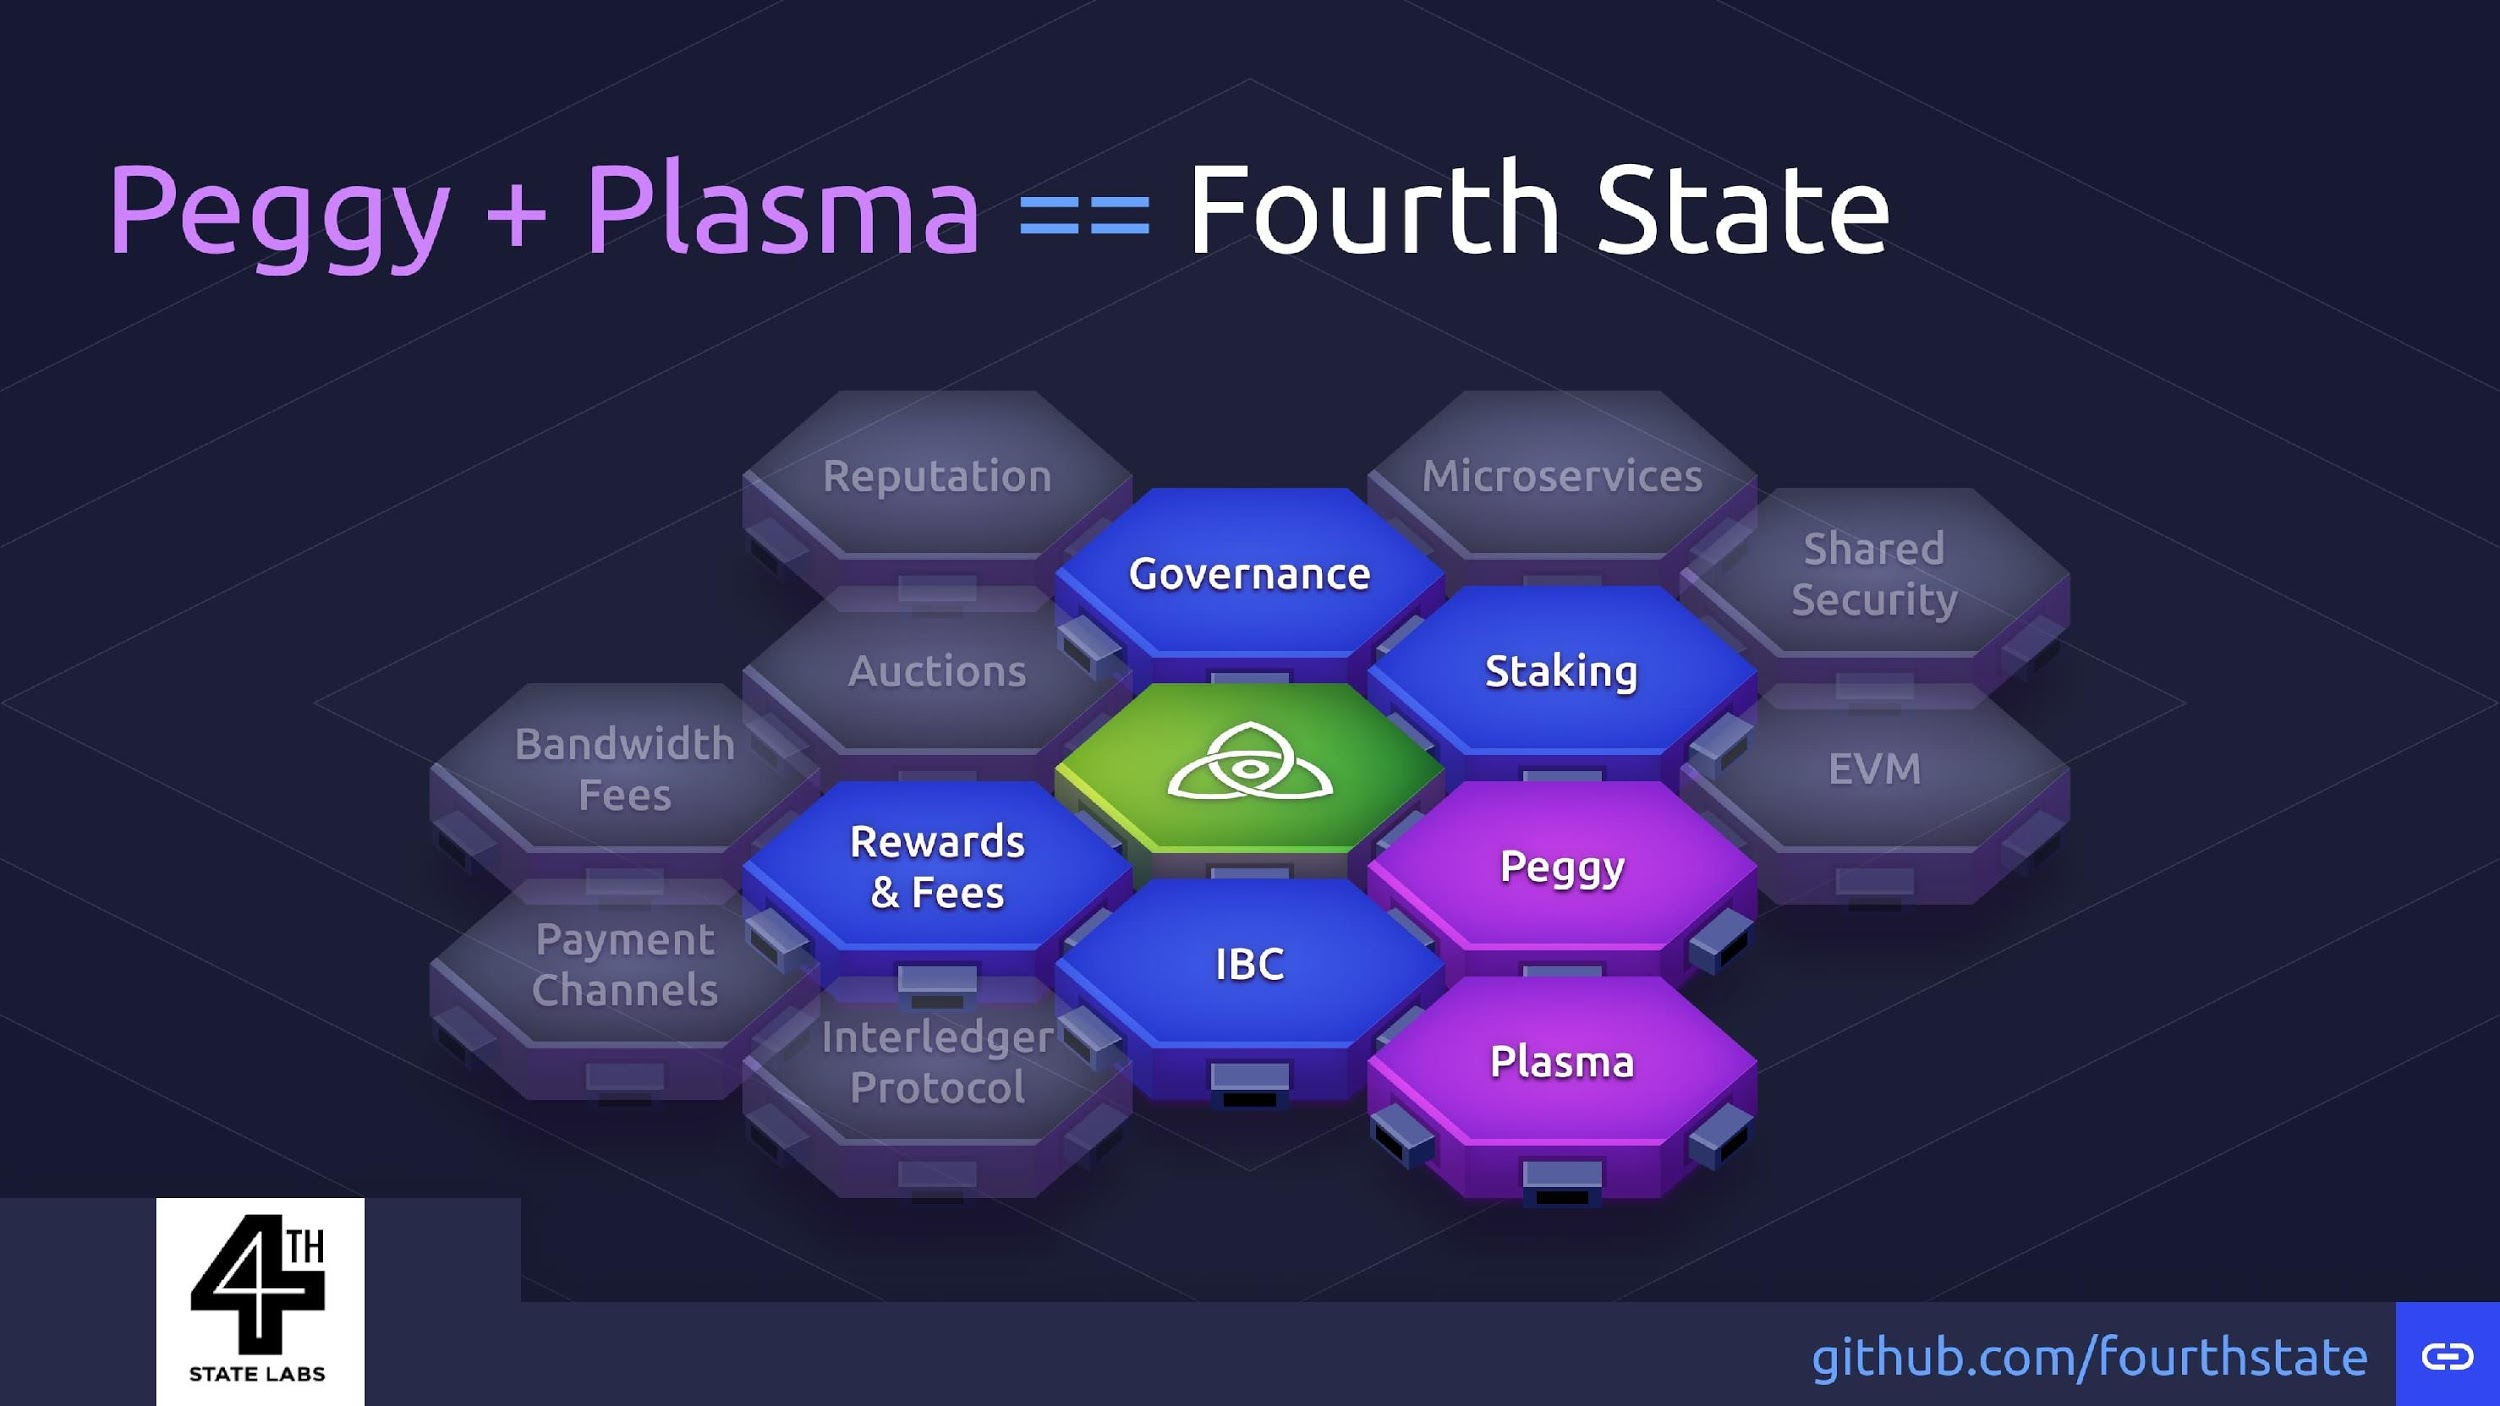 Peggy + Plasma == Fourth State
Reputation
Microservices
Governance
Shared
Security
Auctions
Staking
Bandwidth
Fees
EVM
Rewards
& Fees
Peggy
Payment
Channels
IBC
Interledger
Protocol
Plasma
4TH
STATE LABS
github.com/fourthstate